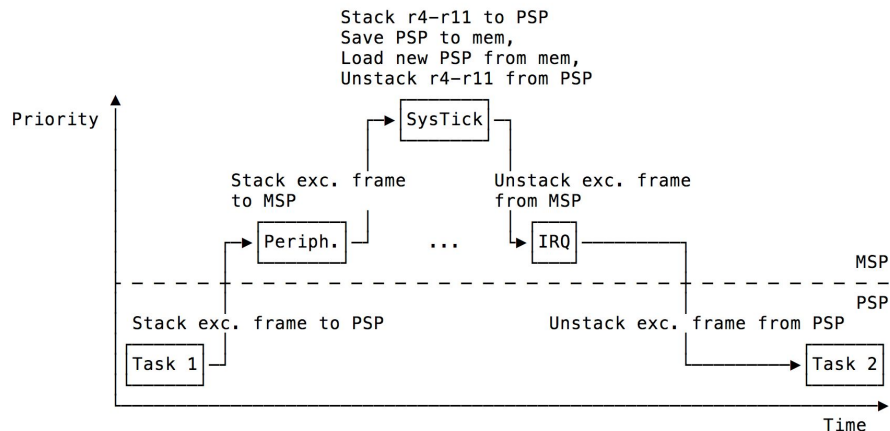 Stack r4-r11 to PSP
Save PSP to mem,
Load new PSP from mem,
Unstack r4-r11 from PSP
Priority
SysTick
Stack exc. frame
to MSP
Unstack exc. frame
from MSP
Periph.
...
IRQ
MSP
PSP
Stack exc. frame to PSP
Unstack exc. frame from PSP
Task 1
Task 2
Time